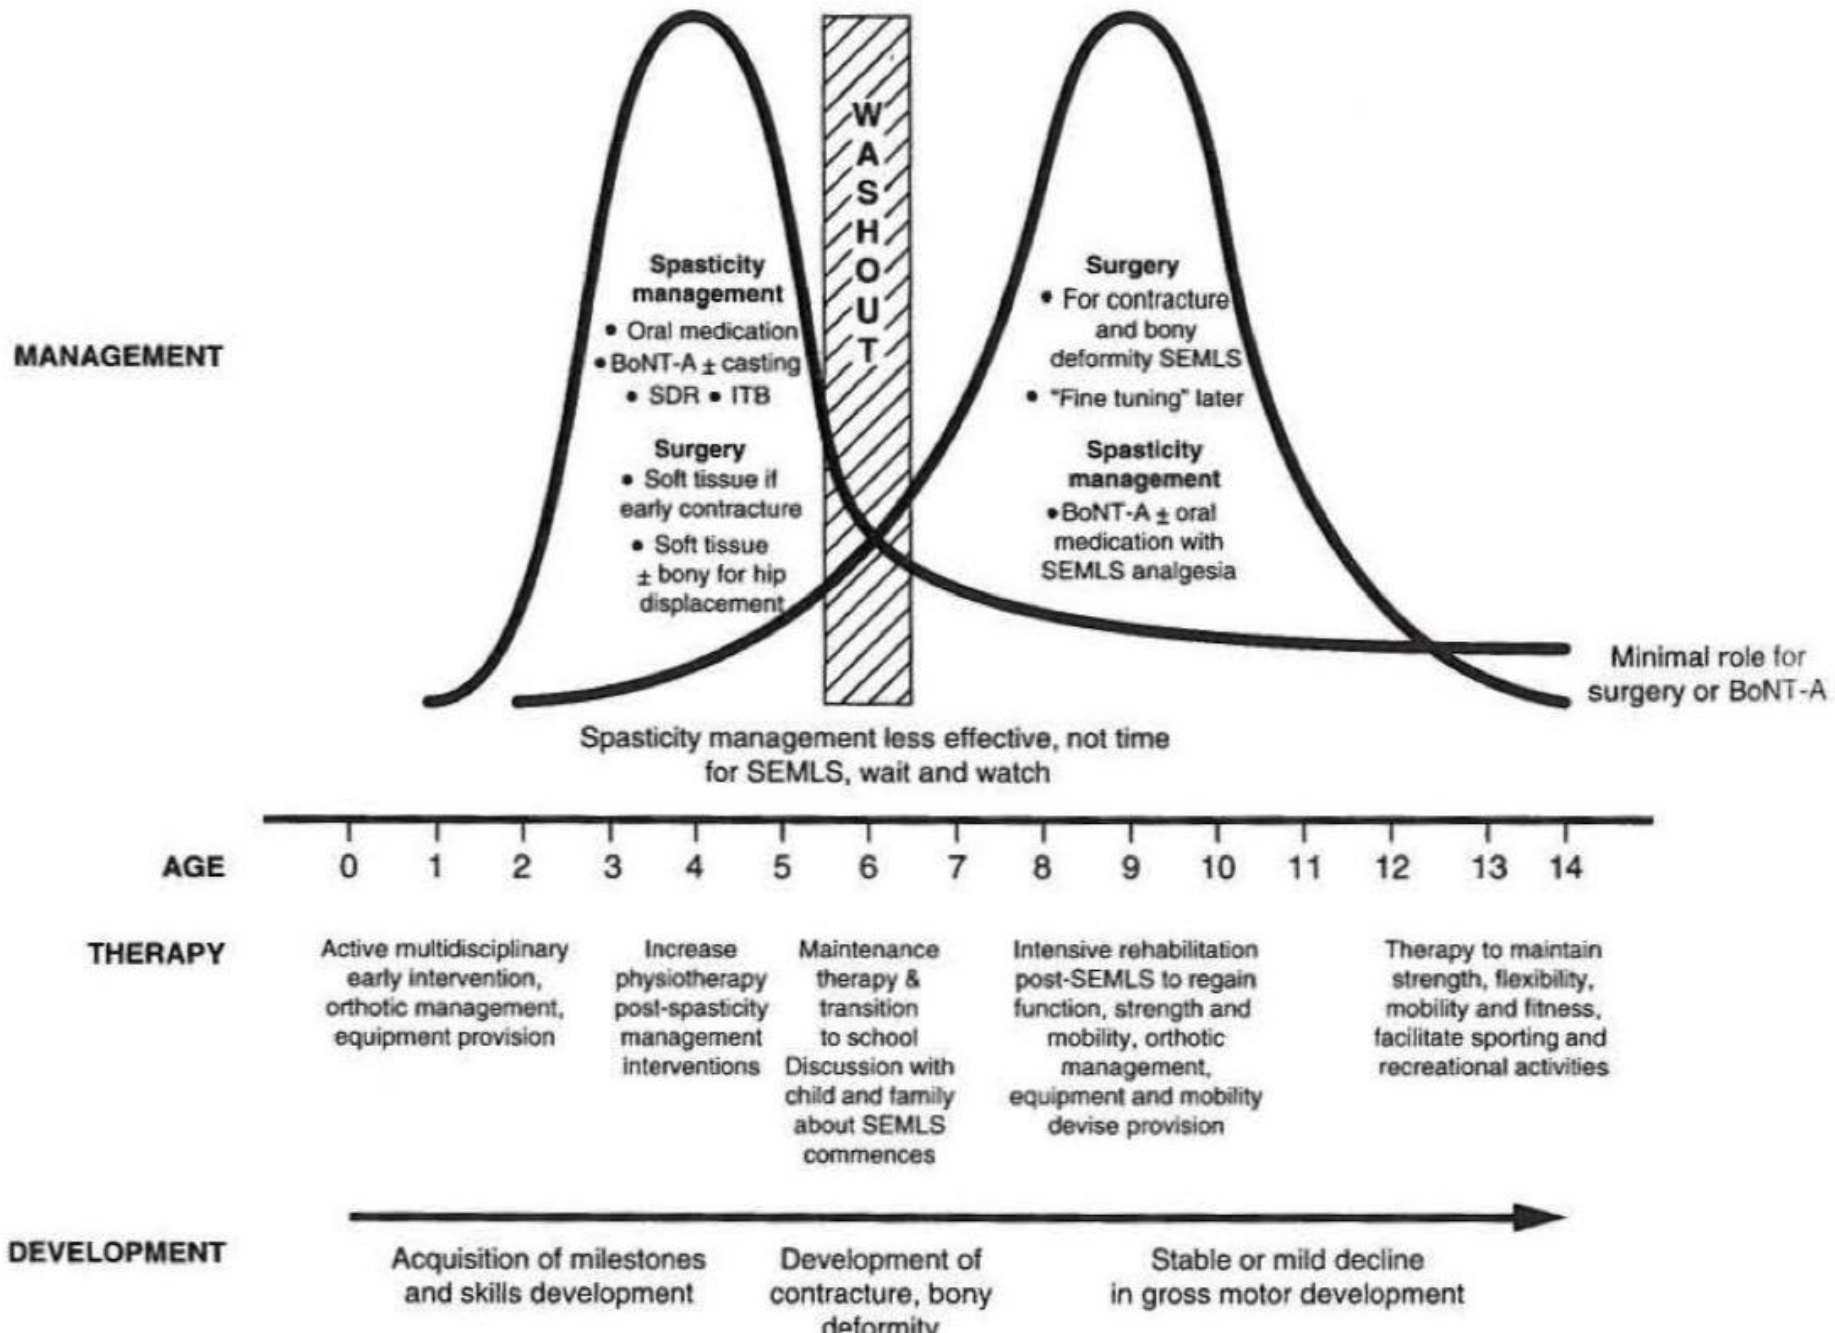 WASHOUT
Spasticity
management
• Oral medication
• BoNT-A ± casting
• SDR • ITB
Surgery
• Soft tissue if
early contracture
• Soft tissue
± bony for hip
displacement
Surgery
• For contracture
and bony
deformity SEMLS
• "Fine tuning" later
Spasticity
management
• BoNT-A ± oral
medication with
SEMLS analgesia
MANAGEMENT
Minimal role for
surgery or BoNT-A
Spasticity management less effective, not time
for SEMLS, wait and watch
AGE 0 1 2 3 4 5 6 7 8 9 10 11 12 13 14
THERAPY
Active multidisciplinary
early intervention,
orthotic management,
equipment provision
Increase
physiotherapy
post-spasticity
management
interventions
Maintenance
therapy &
transition
to school
Discussion with
child and family
about SEMLS
commences
Intensive rehabilitation
post-SEMLS to regain
function, strength and
mobility, orthotic
management,
equipment and mobility
devise provision
Therapy to maintain
strength, flexibility,
mobility and fitness,
facilitate sporting and
recreational activities
DEVELOPMENT
Acquisition of milestones
and skills development
Development of
contracture, bony
deformity
Stable or mild decline
in gross motor development